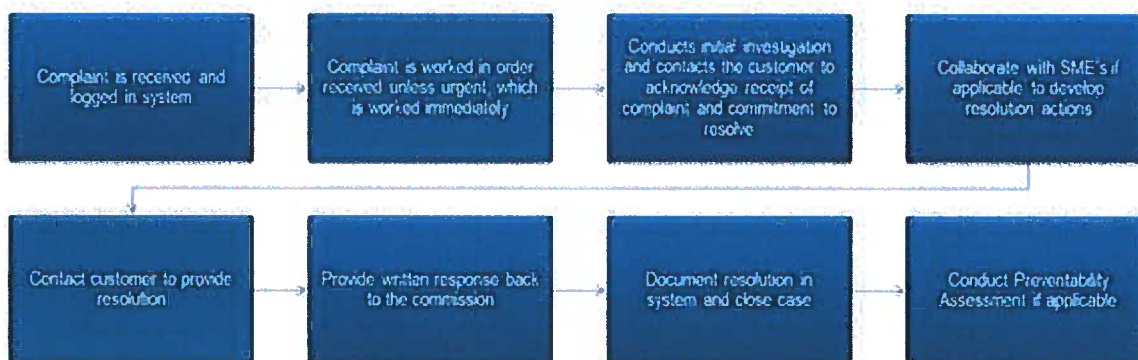 Complaint is received and
logged in system
Complaint is worked in order
received unless urgent, which
is worked immediately
Conducts initial investigation
and contacts the customer to
acknowledge receipt of
complaint and commitment to
resolve
Collaborate with SME's if
applicable to develop
resolution actions
Contact customer to provide
resolution
Provide written response back
to the commission
Document resolution in
system and close case
Conduct Preventability
Assessment if applicable